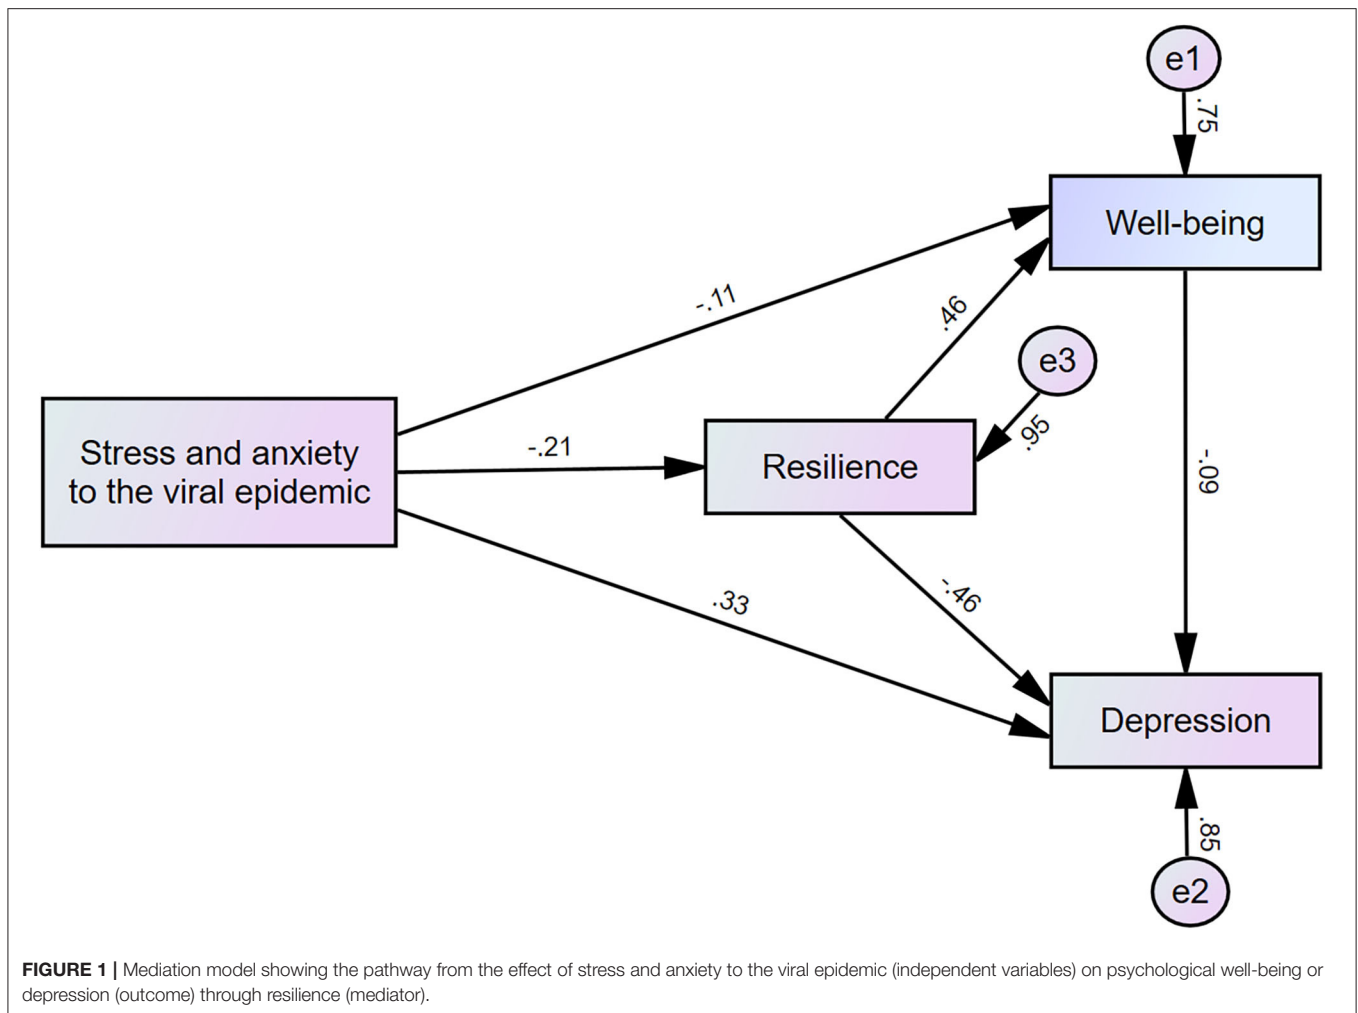 e1
.75
Well-being
-.11
.46
e3
.95
Stress and anxiety
to the viral epidemic
-.21
Resilience
-.09
.33
-.46
Depression
.85
e2
FIGURE 1 | Mediation model showing the pathway from the effect of stress and anxiety to the viral epidemic (independent variables) on psychological well-being or
depression (outcome) through resilience (mediator).